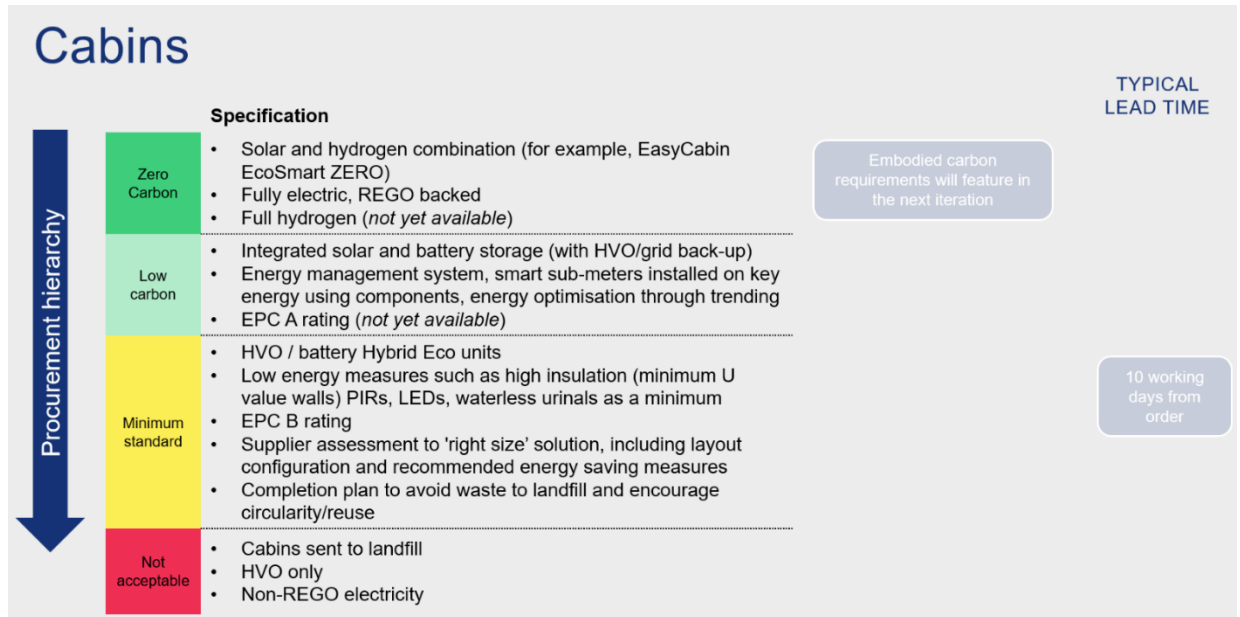 Cabins
TYPICAL
LEAD TIME
Procurement hierarchy
Specification
Zero
Carbon
• Solar and hydrogen combination (for example, EasyCabin
EcoSmart ZERO)
• Fully electric, REGO backed
• Full hydrogen (not yet available)
Embodied carbon
requirements will feature in
the next iteration
Low
carbon
• Integrated solar and battery storage (with HVO/grid back-up)
• Energy management system, smart sub-meters installed on key
energy using components, energy optimisation through trending
• EPC A rating (not yet available)
Minimum
standard
• HVO / battery Hybrid Eco units
• Low energy measures such as high insulation (minimum U
value walls) PIRs, LEDs, waterless urinals as a minimum
• EPC B rating
• Supplier assessment to 'right size’ solution, including layout
configuration and recommended energy saving measures
• Completion plan to avoid waste to landfill and encourage
circularity/reuse
10 working
days from
order
Not
acceptable
• Cabins sent to landfill
• HVO only
• Non-REGO electricity